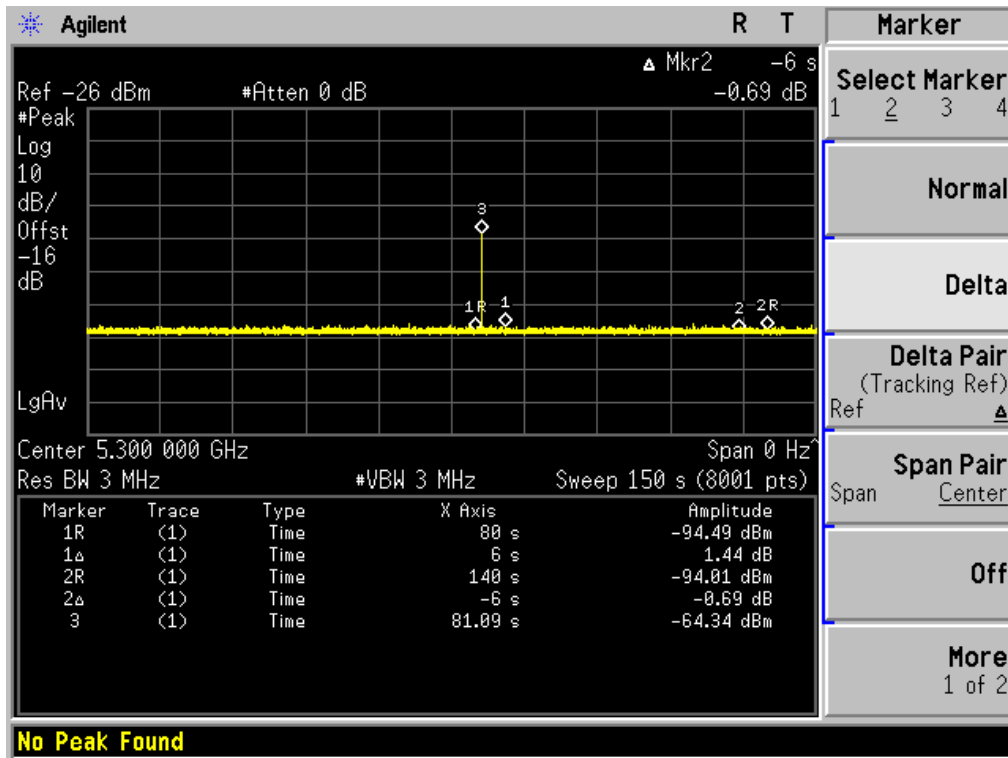 Agilent R T
Marker
Δ Mkr2 -6 s
Ref -26 dBm #Atten 0 dB -0.69 dB
#Peak
Log
10
dB/
Offst
-16
dB
3
1R 1
2 2R
LgAv
Center 5.300 000 GHz Span 0 Hz^
Res BW 3 MHz #VBW 3 MHz Sweep 150 s (8001 pts)
Marker Trace Type X Axis Amplitude
1R (1) Time 80 s -94.49 dBm
1Δ (1) Time 6 s 1.44 dB
2R (1) Time 140 s -94.01 dBm
2Δ (1) Time -6 s -0.69 dB
3 (1) Time 81.09 s -64.34 dBm
Select Marker
1 2 3 4
Normal
Delta
Delta Pair
(Tracking Ref)
Ref Δ
Span Pair
Span Center
Off
More
1 of 2
No Peak Found